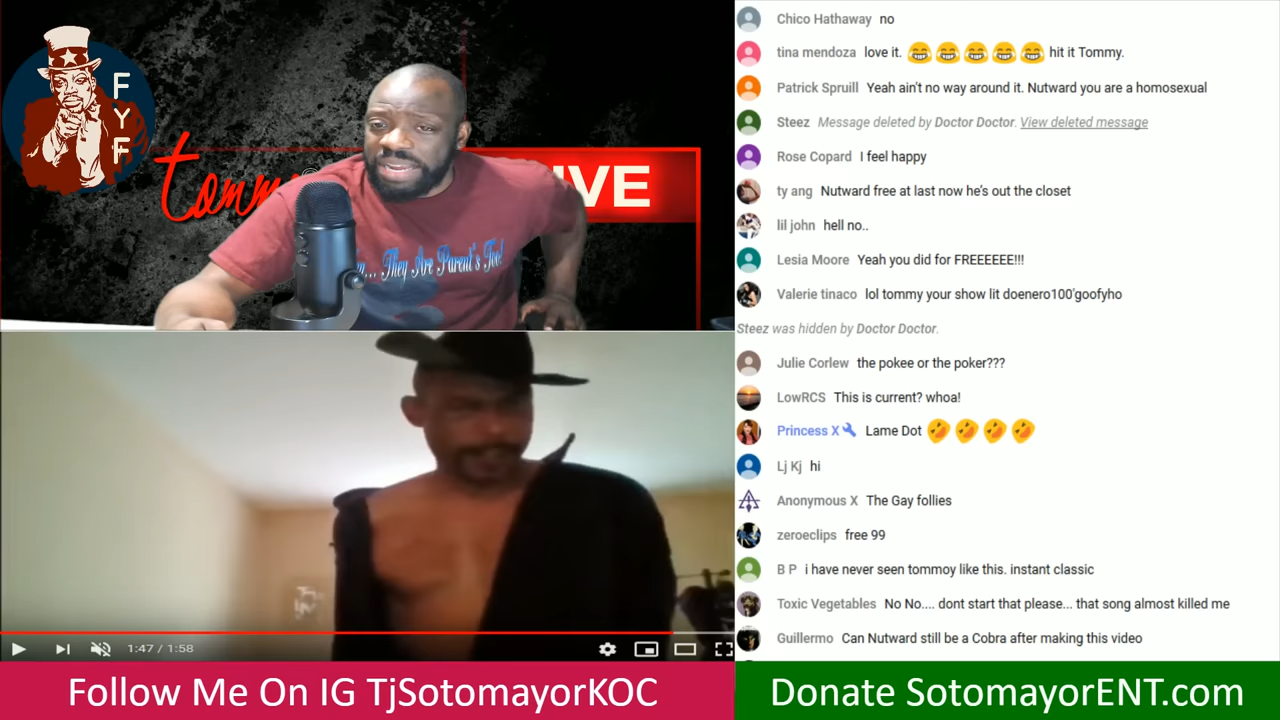 F
Y
F
tomm
IVE
... They Are Parent's Too!
1:47 / 1:58
Follow Me On IG TjSotomayorKOC
Chico Hathaway no
tina mendoza love it. 😂😂😂😂😂 hit it Tommy.
Patrick Spruill Yeah ain't no way around it. Nutward you are a homosexual
Steez Message deleted by Doctor Doctor. View deleted message
Rose Copard I feel happy
ty ang Nutward free at last now he's out the closet
lil john hell no..
Lesia Moore Yeah you did for FREEEEEE!!!
Valerie tinaco lol tommy your show lit doenero100'goofyho
Steez was hidden by Doctor Doctor.
Julie Corlew the pokee or the poker???
LowRCS This is current? whoa!
Princess X Lame Dot 🤣🤣🤣🤣
Lj Kj hi
Anonymous X The Gay follies
zeroeclips free 99
B P i have never seen tommoy like this. instant classic
Toxic Vegetables No No.... dont start that please... that song almost killed me
Guillermo Can Nutward still be a Cobra after making this video
Donate SotomayorENT.com